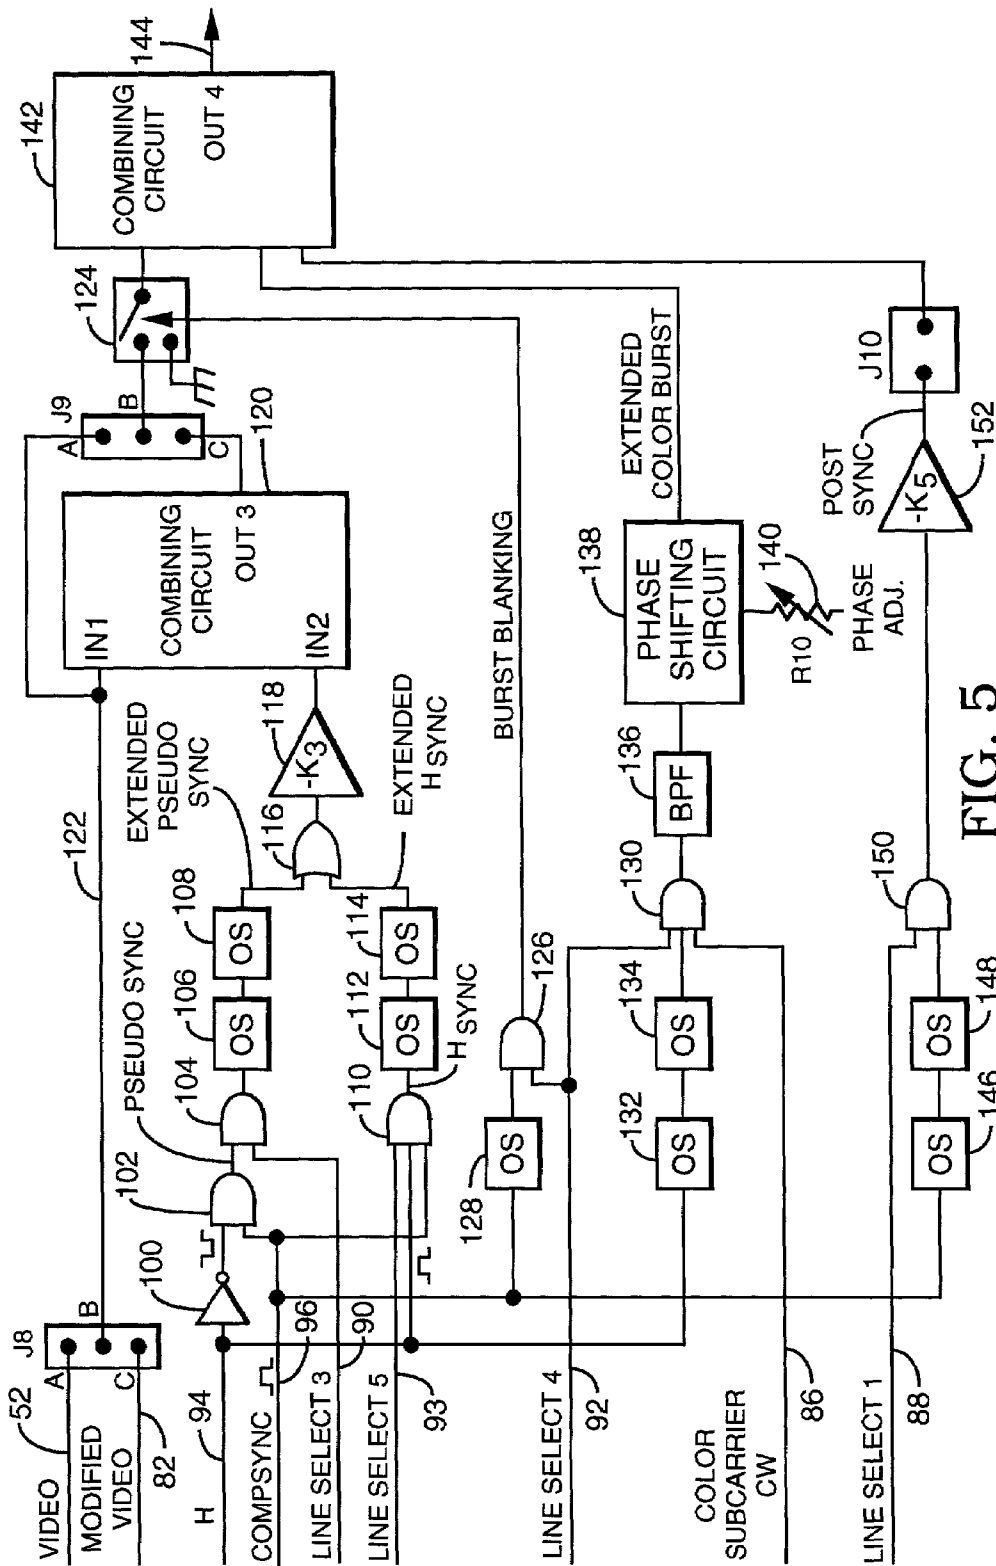 VIDEO
52
MODIFIED
VIDEO
82
A
B
C
J8
122
IN1
COMBINING
CIRCUIT
OUT 3
IN2
120
A
B
C
J9
124
142
COMBINING
CIRCUIT
OUT 4
144
H
94
100
102
PSEUDO SYNC
104
106
OS
108
OS
EXTENDED
PSEUDO
SYNC
116
118
-K3
COMPSYNC
96
LINE SELECT 3
90
LINE SELECT 5
93
110
H SYNC
112
OS
114
OS
EXTENDED
H SYNC
128
OS
126
BURST BLANKING
LINE SELECT 4
92
132
OS
134
OS
130
136
BPF
138
PHASE
SHIFTING
CIRCUIT
EXTENDED
COLOR BURST
R10
140
PHASE
ADJ.
COLOR
SUBCARRIER
CW
86
LINE SELECT 1
88
OS
146
OS
148
150
-K5
152
POST
SYNC
J10
FIG. 5